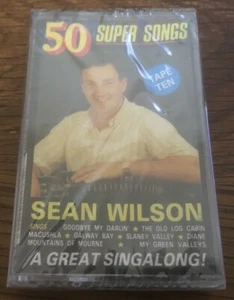 50 SUPER SONGS
TAPE
TEN
SEAN WILSON
SINGS GOODBYE MY DARLIN' ★ THE OLD LOG CABIN
MACUSHLA ★ GALWAY BAY ★ SLANEY VALLEY ★ DIANE
MOUNTAINS OF MOURNE ★ MY GREEN VALLEYS
A GREAT SINGALONG!